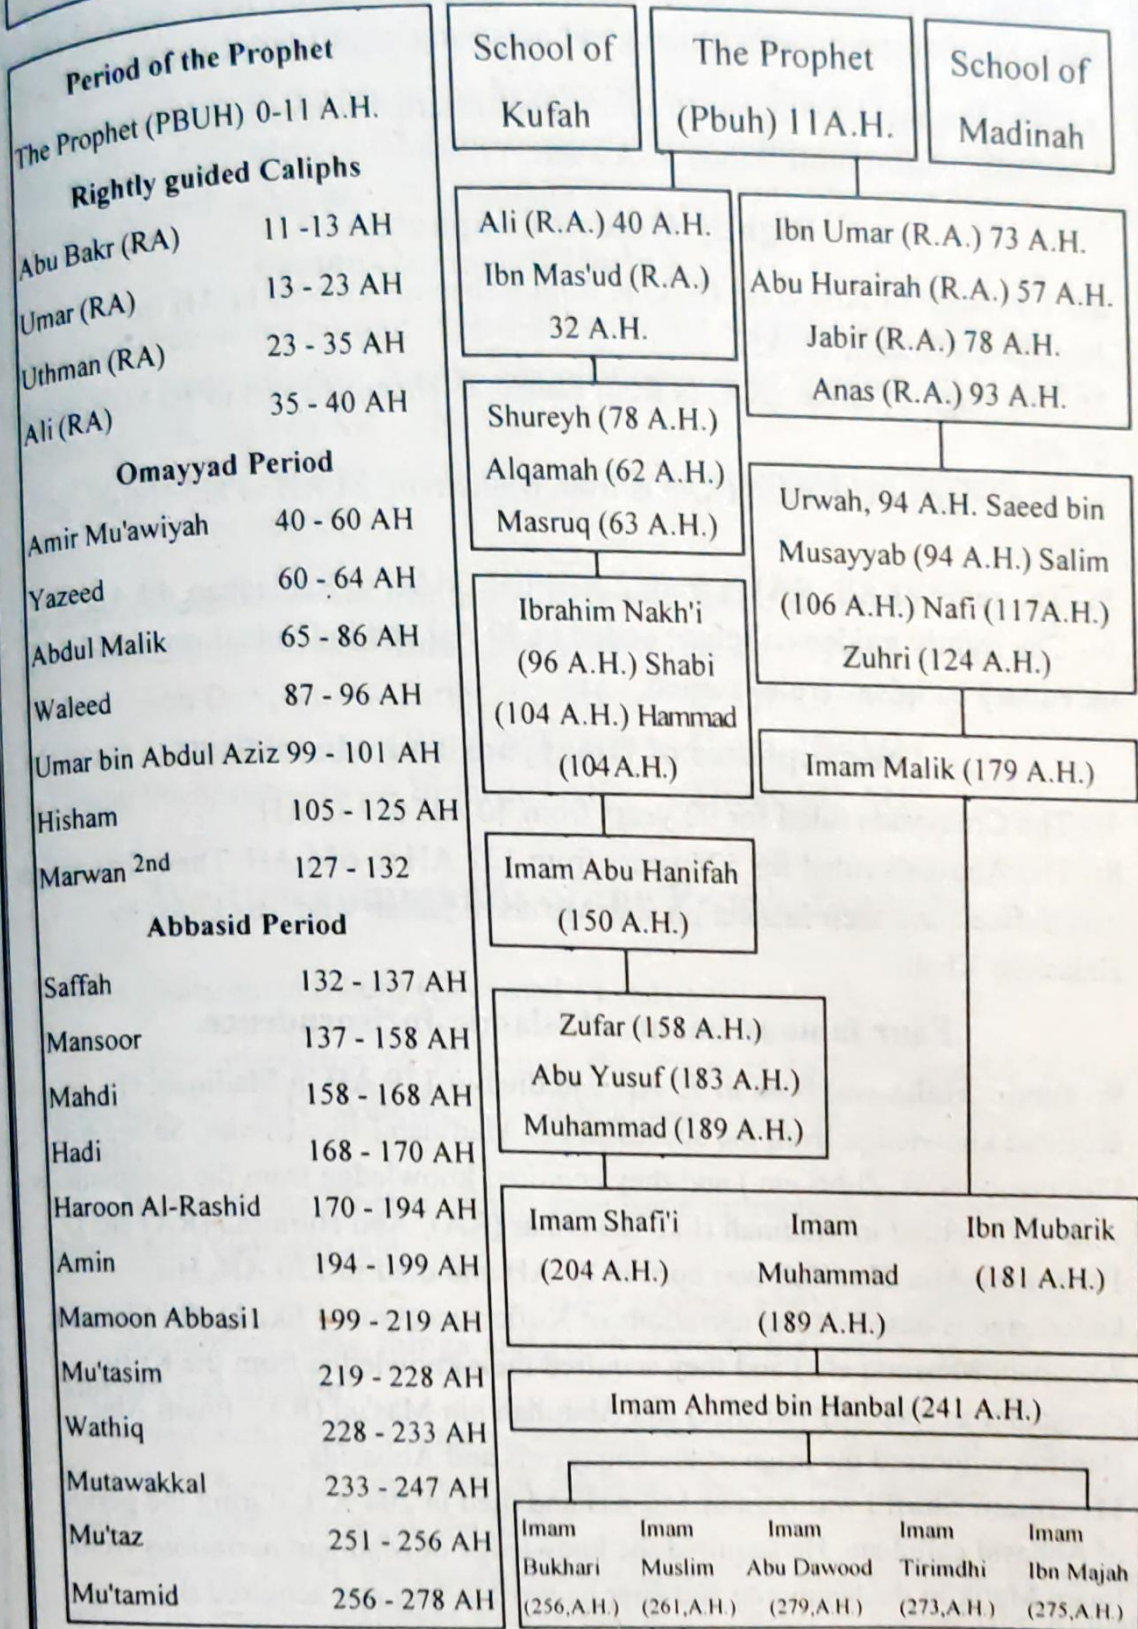 Period of the Prophet
The Prophet (PBUH) 0-11 A.H.
Rightly guided Caliphs
Abu Bakr (RA) 11 -13 AH
Umar (RA) 13 - 23 AH
Uthman (RA) 23 - 35 AH
Ali (RA) 35 - 40 AH
Omayyad Period
Amir Mu'awiyah 40 - 60 AH
Yazeed 60 - 64 AH
Abdul Malik 65 - 86 AH
Waleed 87 - 96 AH
Umar bin Abdul Aziz 99 - 101 AH
Hisham 105 - 125 AH
Marwan 2nd 127 - 132
Abbasid Period
Saffah 132 - 137 AH
Mansoor 137 - 158 AH
Mahdi 158 - 168 AH
Hadi 168 - 170 AH
Haroon Al-Rashid 170 - 194 AH
Amin 194 - 199 AH
Mamoon Abbasi1 199 - 219 AH
Mu'tasim 219 - 228 AH
Wathiq 228 - 233 AH
Mutawakkal 233 - 247 AH
Mu'taz 251 - 256 AH
Mu'tamid 256 - 278 AH
School of
Kufah
The Prophet
(Pbuh) 11A.H.
School of
Madinah
Ali (R.A.) 40 A.H.
Ibn Mas'ud (R.A.)
32 A.H.
Ibn Umar (R.A.) 73 A.H.
Abu Hurairah (R.A.) 57 A.H.
Jabir (R.A.) 78 A.H.
Anas (R.A.) 93 A.H.
Shureyh (78 A.H.)
Alqamah (62 A.H.)
Masruq (63 A.H.)
Urwah, 94 A.H. Saeed bin
Musayyab (94 A.H.) Salim
(106 A.H.) Nafi (117A.H.)
Zuhri (124 A.H.)
Ibrahim Nakh'i
(96 A.H.) Shabi
(104 A.H.) Hammad
(104A.H.)
Imam Malik (179 A.H.)
Imam Abu Hanifah
(150 A.H.)
Zufar (158 A.H.)
Abu Yusuf (183 A.H.)
Muhammad (189 A.H.)
Imam Shafi'i
(204 A.H.)
Imam
Muhammad
(189 A.H.)
Ibn Mubarik
(181 A.H.)
Imam Ahmed bin Hanbal (241 A.H.)
Imam
Bukhari
(256,A.H.)
Imam
Muslim
(261,A.H.)
Imam
Abu Dawood
(279,A.H.)
Imam
Tirimdhi
(273,A.H.)
Imam
Ibn Majah
(275,A.H.)